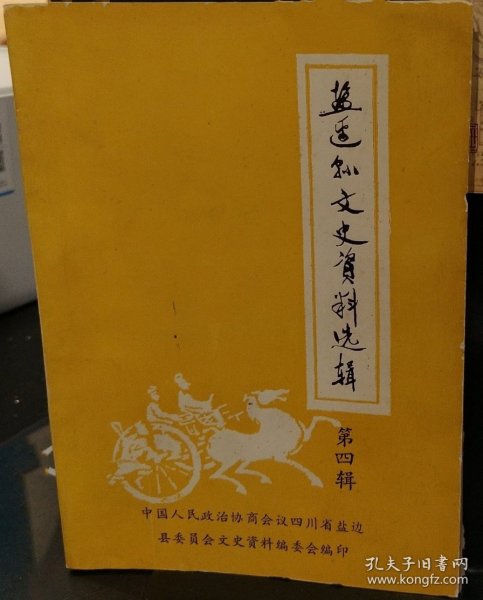 盐边县文史資料选辑
第四辑
中国人民政治协商会议四川省盐边
县委员会文史资料编委会编印
孔夫子旧书网
www.kongfz.com